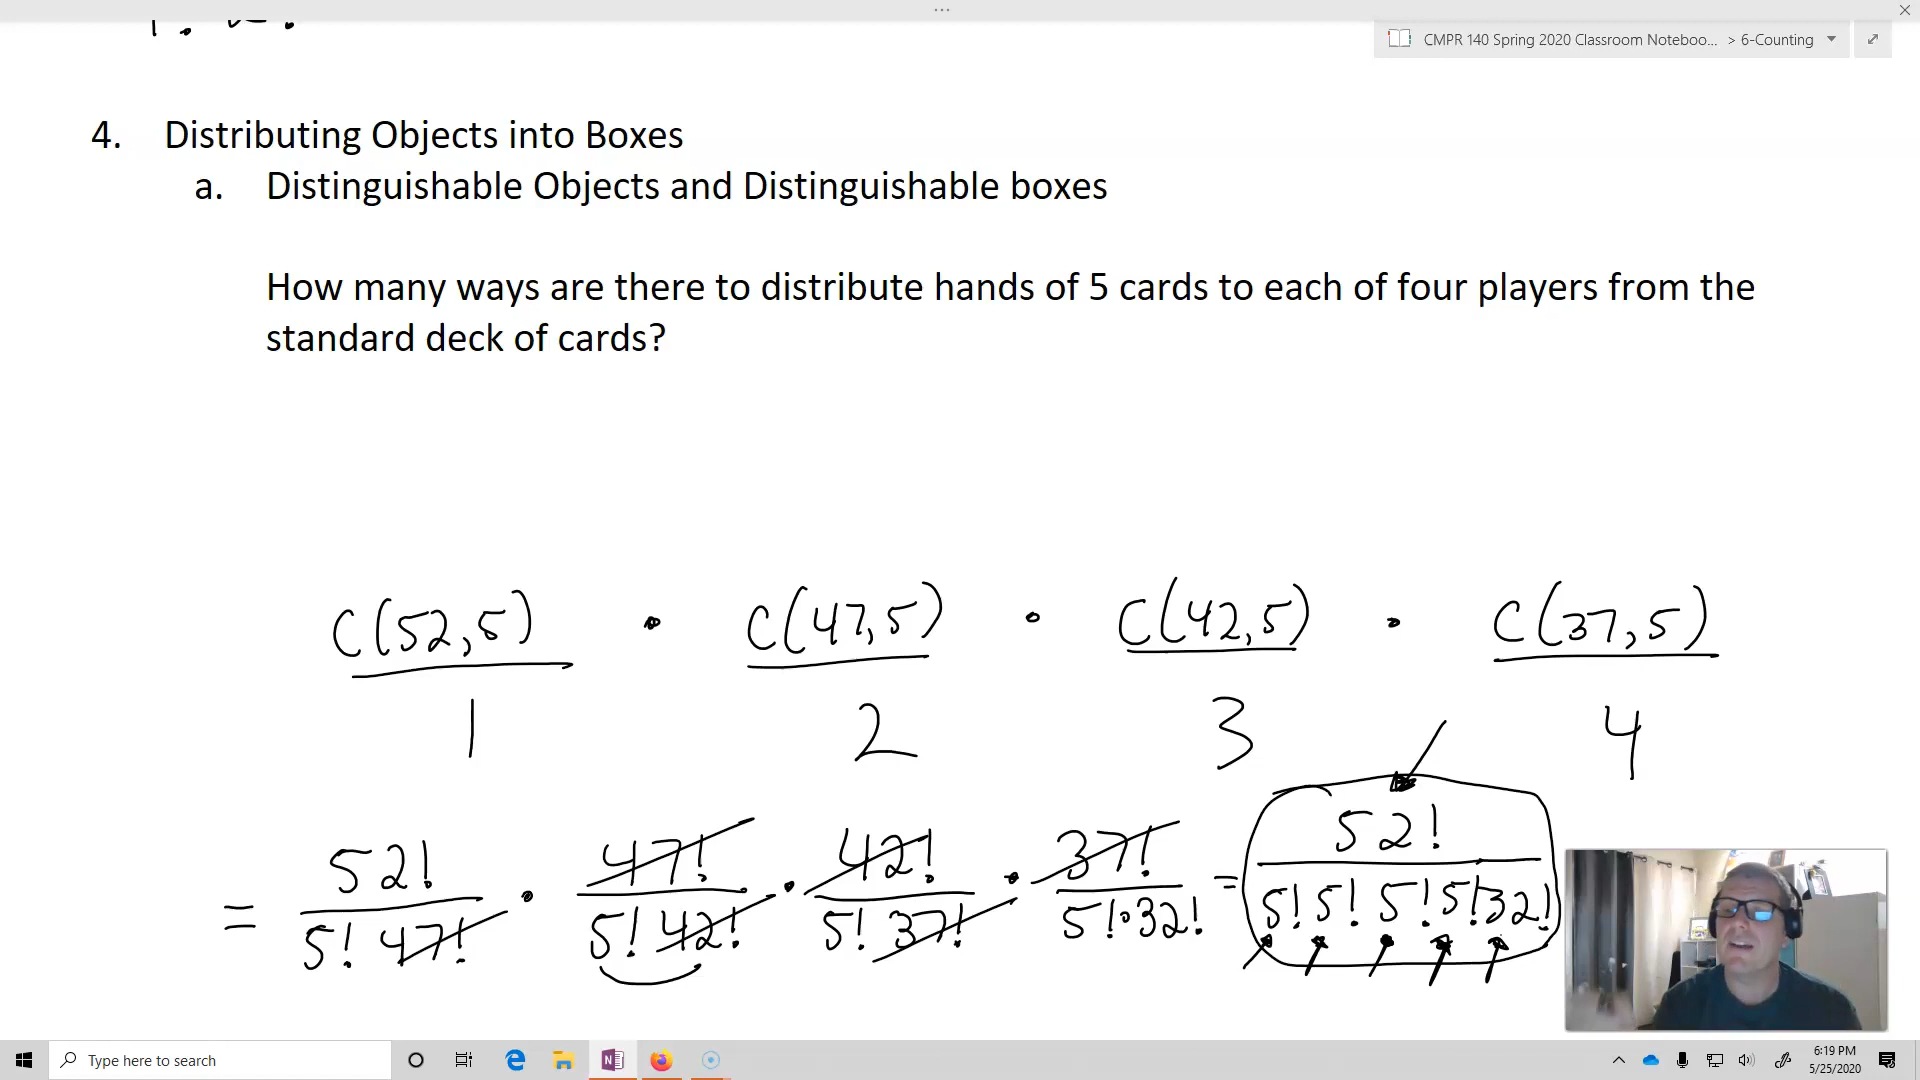 CMPR 140 Spring 2020 Classroom Noteboo... > 6-Counting
4. Distributing Objects into Boxes
a. Distinguishable Objects and Distinguishable boxes
How many ways are there to distribute hands of 5 cards to each of four players from the
standard deck of cards?
C(52,5) · C(47,5) · C(42,5) · C(37,5)
1 2 3 4
52! 47! 42! 37! 52!
= 5! 47! · 5! 42! · 5! 37! · 5!·32! = 5! 5! 5! 5! 32!
Type here to search
6:19 PM
5/25/2020